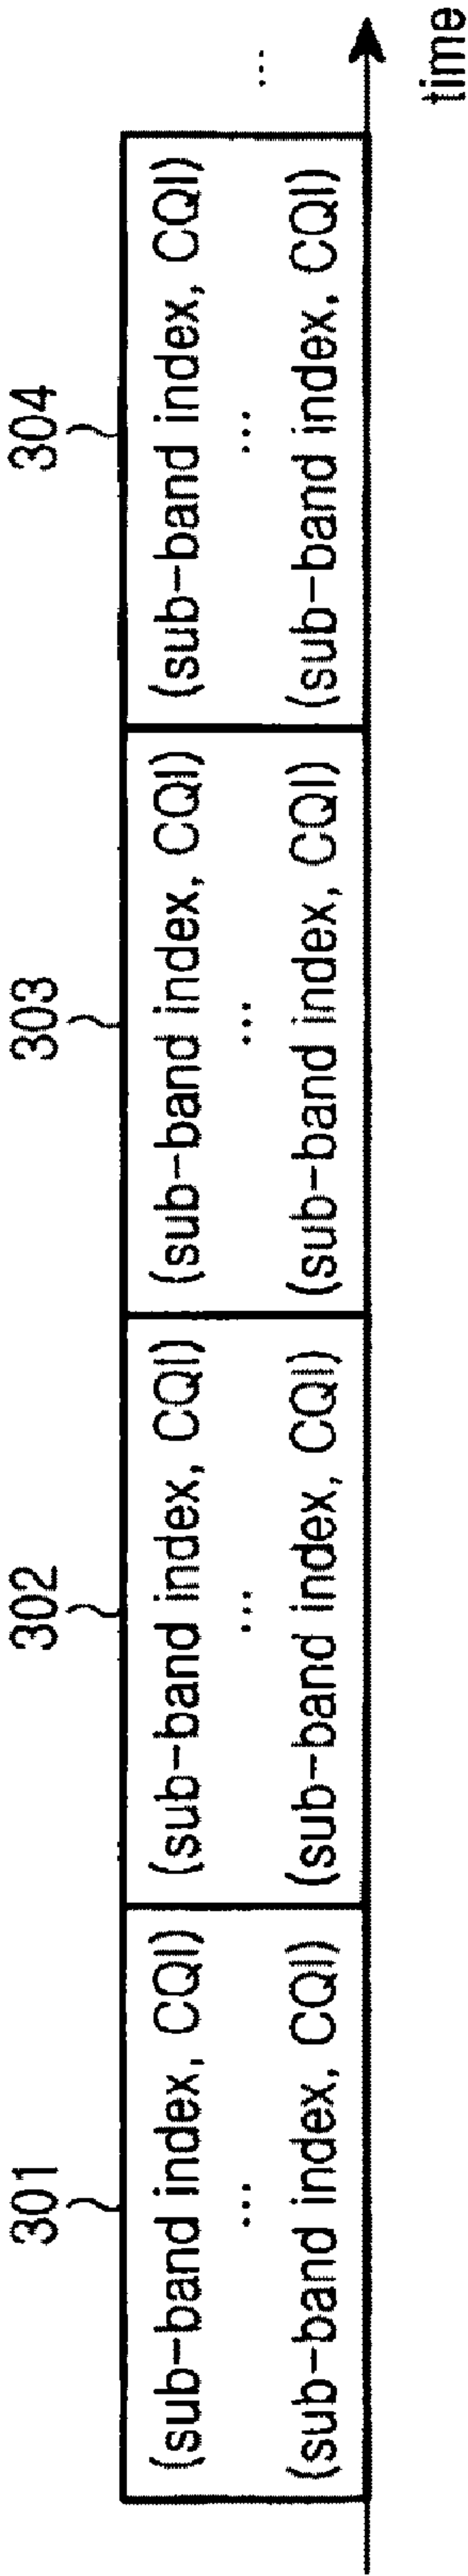 301 302 303 304
(sub-band index, CQI) (sub-band index, CQI) (sub-band index, CQI) (sub-band index, CQI)
... ... ... ... ...
(sub-band index, CQI) (sub-band index, CQI) (sub-band index, CQI) (sub-band index, CQI)
time